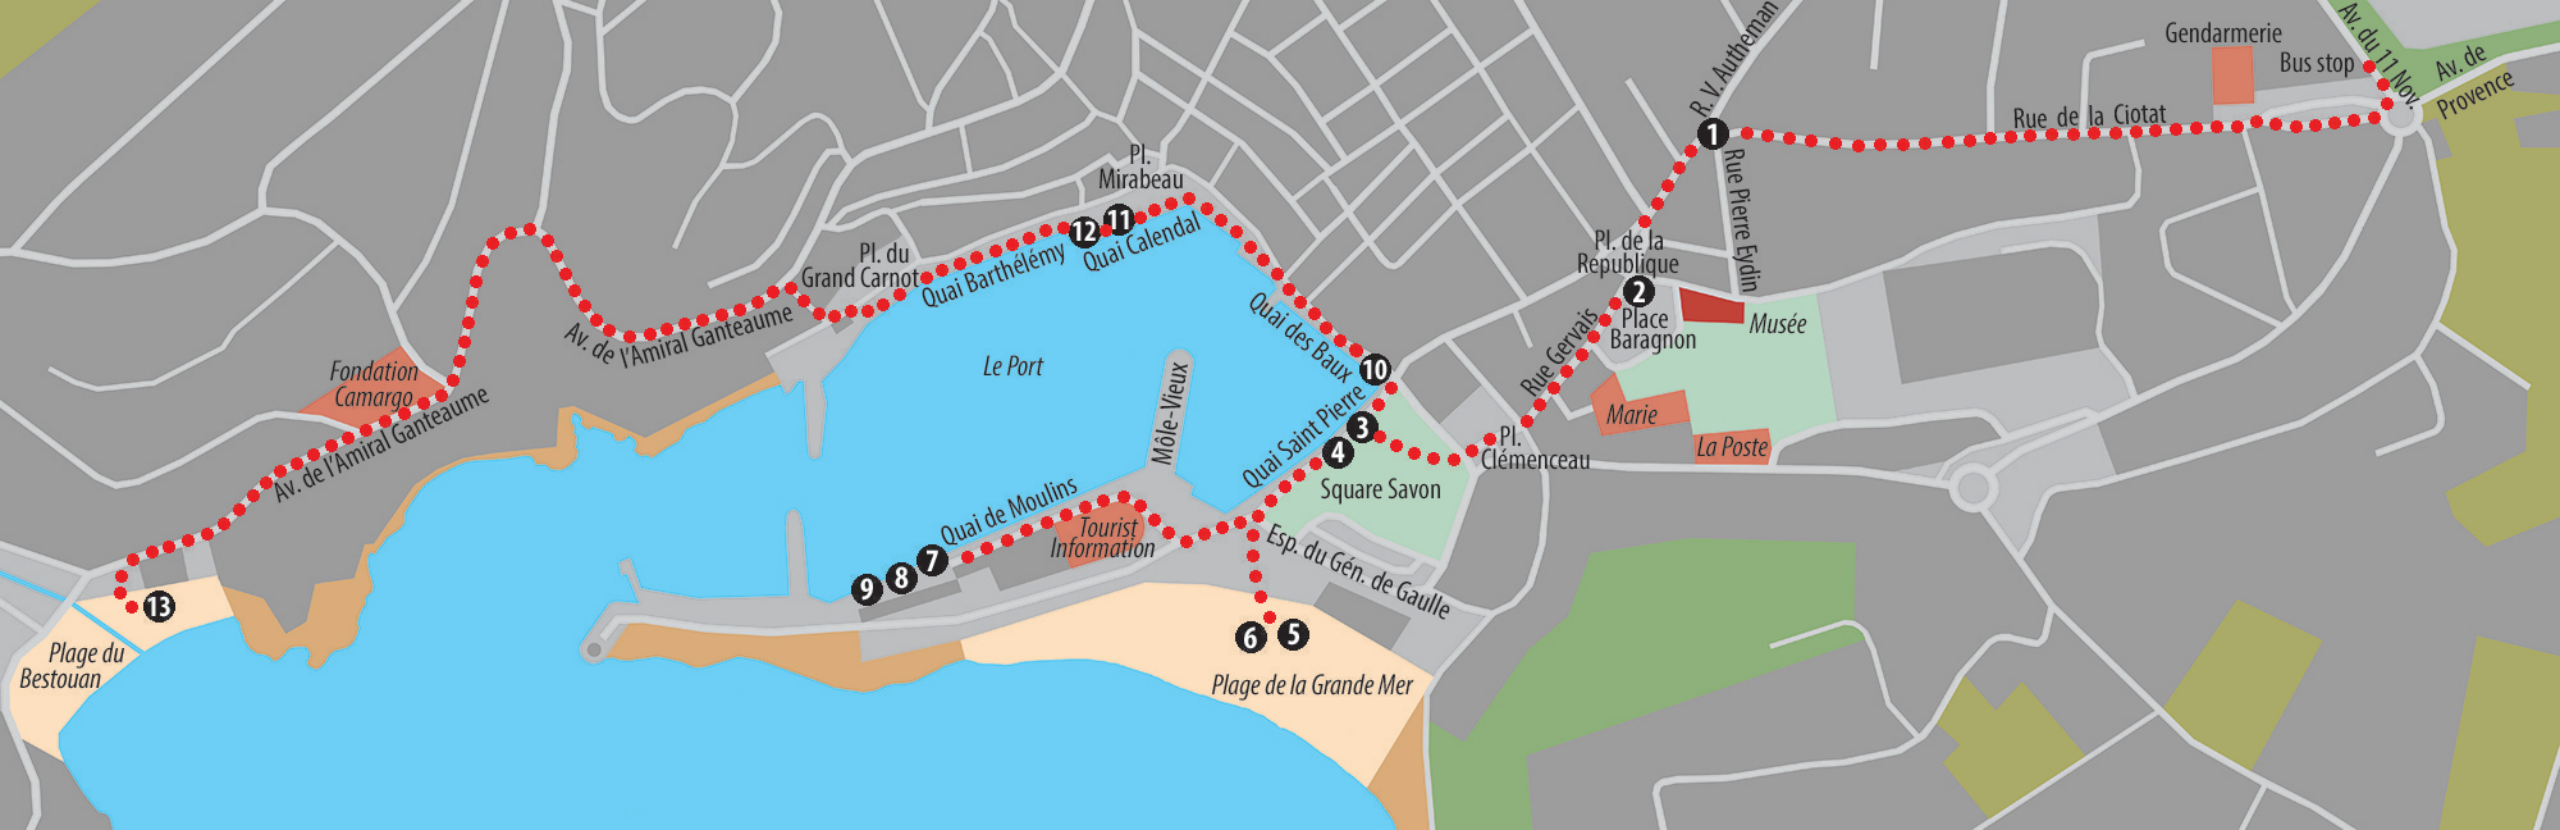 Av. du 11 Nov.
Gendarmerie
Bus stop
Av. de
Provence
R. V. Autheman
Rue de la Ciotat
1
Rue Pierre Eydin
Pl.
Mirabeau
11
12
Quai Calendal
Pl. du
Grand Carnot
Quai Barthélémy
Pl. de la
Republique
2
Place
Baragnon
Musée
Rue Gervais
Quai des Baux
Av. de l'Amiral Ganteaume
Le Port
Fondation
Camargo
10
Môle-Vieux
Quai Saint Pierre
3
4
Marie
Pl.
Clémenceau
La Poste
Av. de l'Amiral Ganteaume
Square Savon
Quai de Moulins
Tourist
Information
Esp. du Gén. de Gaulle
7
8
9
13
6
5
Plage du
Bestouan
Plage de la Grande Mer